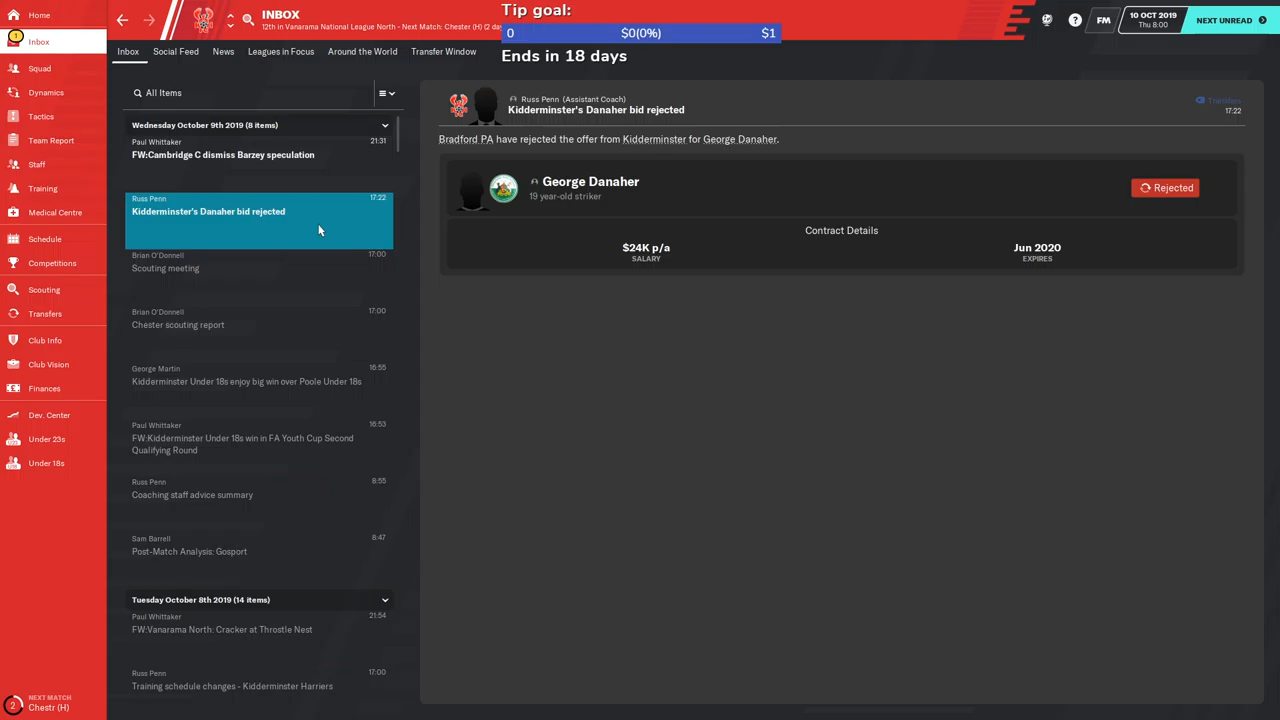 Home
Inbox
1
Squad
Dynamics
Tactics
Team Report
Staff
Training
Medical Centre
Schedule
Competitions
Scouting
Transfers
Club Info
Club Vision
Finances
Dev. Center
Under 23s
Under 18s
2
NEXT MATCH
Chestr (H)
INBOX
12th in Vanarama National League North - Next Match: Chester (H) (2 day
Tip goal:
0 $0(0%) $1
Ends in 18 days
?
FM
10 OCT 2019
Thu 8:00
NEXT UNREAD
Inbox Social Feed News Leagues in Focus Around the World Transfer Window
All Items
Wednesday October 9th 2019 (8 items)
Paul Whittaker 21:31
FW:Cambridge C dismiss Barzey speculation
Russ Penn 17:22
Kidderminster's Danaher bid rejected
Brian O'Donnell 17:00
Scouting meeting
Brian O'Donnell 17:00
Chester scouting report
George Martin 16:55
Kidderminster Under 18s enjoy big win over Poole Under 18s
Paul Whittaker 16:53
FW:Kidderminster Under 18s win in FA Youth Cup Second
Qualifying Round
Russ Penn 8:55
Coaching staff advice summary
Sam Barrell 8:47
Post-Match Analysis: Gosport
Tuesday October 8th 2019 (14 items)
Paul Whittaker 21:54
FW:Vanarama North: Cracker at Throstle Nest
Russ Penn 17:00
Training schedule changes - Kidderminster Harriers
Russ Penn (Assistant Coach)
Kidderminster's Danaher bid rejected
Transfers
17:22
Bradford PA have rejected the offer from Kidderminster for George Danaher.
George Danaher
19 year-old striker
Rejected
Contract Details
$24K p/a
SALARY
Jun 2020
EXPIRES